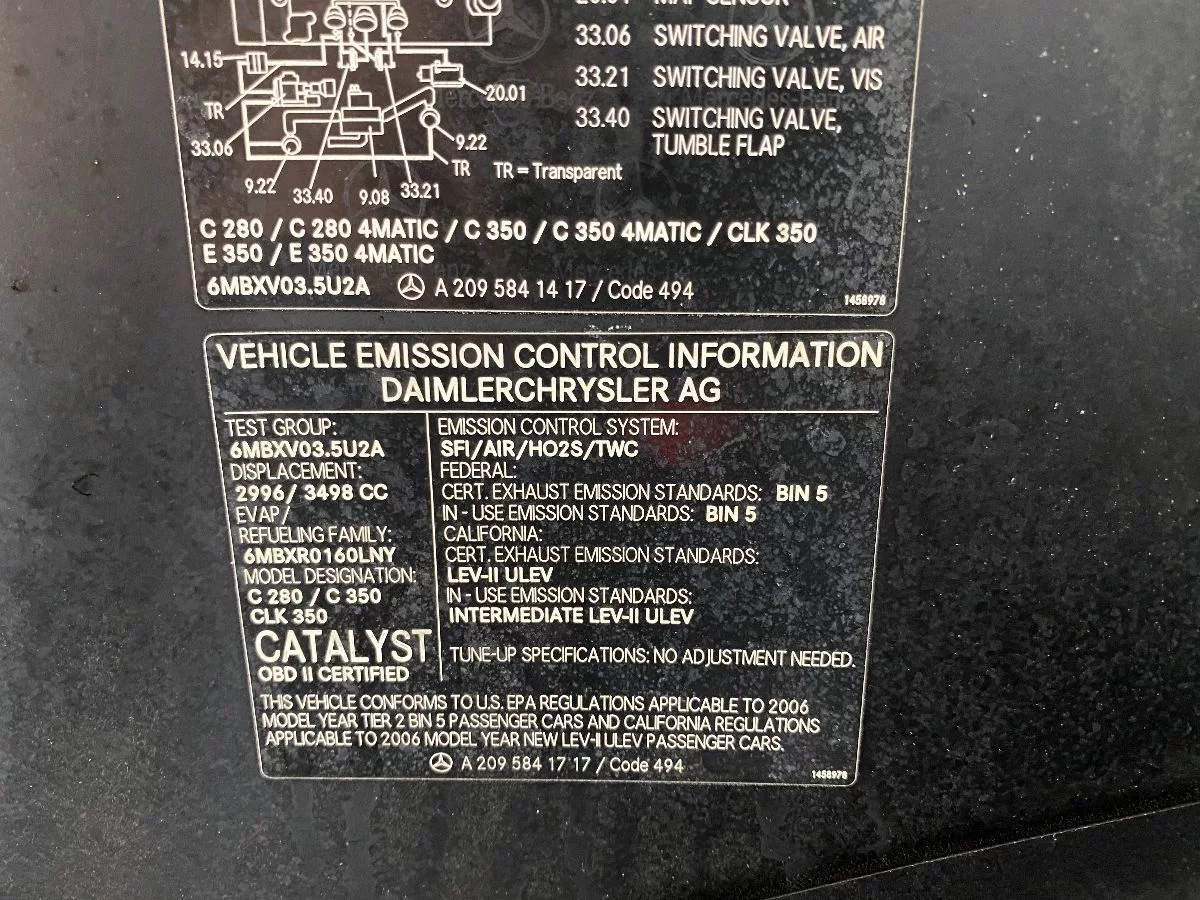 20.01 MAP SENSOR
33.06 SWITCHING VALVE, AIR
14.15
33.21 SWITCHING VALVE, VIS
20.01
TR
33.40 SWITCHING VALVE,
TUMBLE FLAP
33.06
9.22
TR
TR = Transparent
9.22 33.40 9.08 33.21
C 280 / C 280 4MATIC / C 350 / C 350 4MATIC / CLK 350
E 350 / E 350 4MATIC
6MBXV03.5U2A A 209 584 14 17 / Code 494
1458978
VEHICLE EMISSION CONTROL INFORMATION
DAIMLERCHRYSLER AG
TEST GROUP:
6MBXV03.5U2A
DISPLACEMENT:
2996/ 3498 CC
EVAP/
REFUELING FAMILY:
6MBXR0160LNY
MODEL DESIGNATION:
C 280 / C 350
CLK 350
CATALYST
OBD II CERTIFIED
EMISSION CONTROL SYSTEM:
SFI/AIR/HO2S/TWC
FEDERAL:
CERT. EXHAUST EMISSION STANDARDS: BIN 5
IN - USE EMISSION STANDARDS: BIN 5
CALIFORNIA:
CERT. EXHAUST EMISSION STANDARDS:
LEV-II ULEV
IN - USE EMISSION STANDARDS:
INTERMEDIATE LEV-II ULEV
TUNE-UP SPECIFICATIONS: NO ADJUSTMENT NEEDED.
THIS VEHICLE CONFORMS TO U.S. EPA REGULATIONS APPLICABLE TO 2006
MODEL YEAR TIER 2 BIN 5 PASSENGER CARS AND CALIFORNIA REGULATIONS
APPLICABLE TO 2006 MODEL YEAR NEW LEV-II ULEV PASSENGER CARS.
A 209 584 17 17 / Code 494
1458978